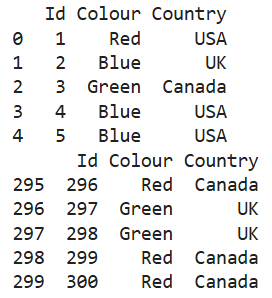 Id Colour Country
0 1 Red USA
1 2 Blue UK
2 3 Green Canada
3 4 Blue USA
4 5 Blue USA
Id Colour Country
295 296 Red Canada
296 297 Green UK
297 298 Green UK
298 299 Red Canada
299 300 Red Canada